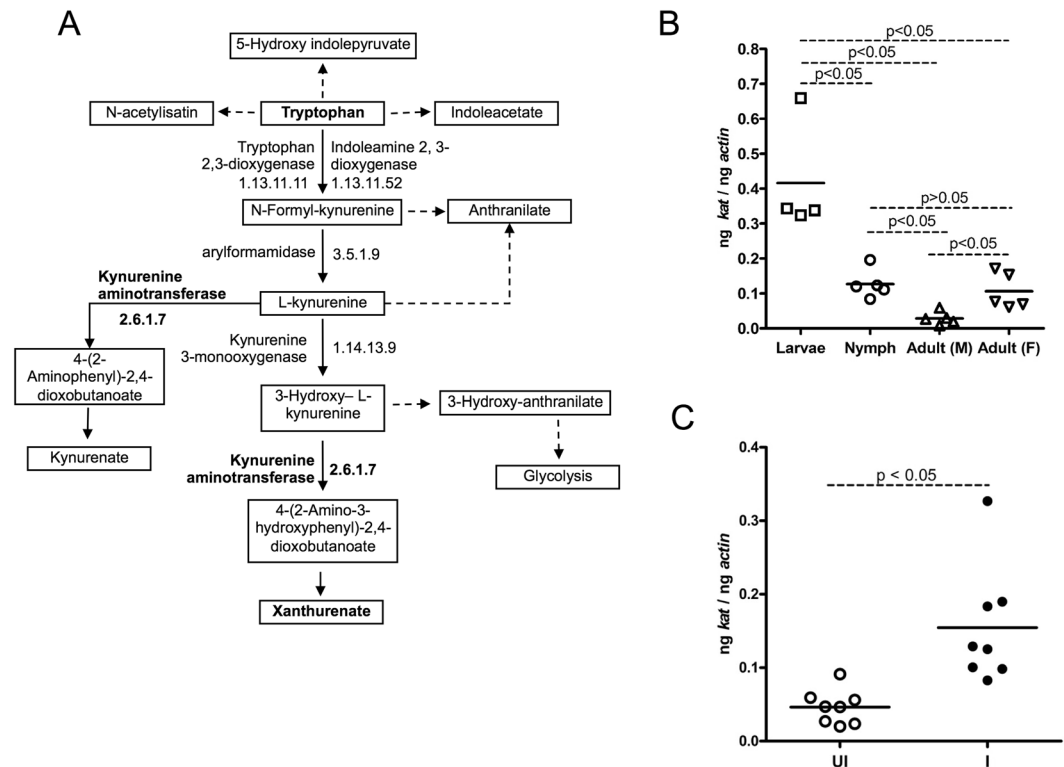 A
5-Hydroxy indolepyruvate
N-acetylisatin
Tryptophan
Indoleacetate
Tryptophan
2,3-dioxygenase
1.13.11.11
Indoleamine 2, 3-
dioxygenase
1.13.11.52
N-Formyl-kynurenine
Anthranilate
arylformamidase
3.5.1.9
Kynurenine
aminotransferase
2.6.1.7
L-kynurenine
Kynurenine
3-monooxygenase
1.14.13.9
4-(2-
Aminophenyl)-2,4-
dioxobutanoate
Kynurenate
3-Hydroxy– L-
kynurenine
3-Hydroxy-anthranilate
Glycolysis
Kynurenine
aminotransferase
2.6.1.7
4-(2-Amino-3-
hydroxyphenyl)-2,4-
dioxobutanoate
Xanthurenate
B
ng kat / ng actin
0.8
0.7
0.6
0.5
0.4
0.3
0.2
0.1
0.0
p<0.05
p<0.05
p<0.05
p>0.05
p<0.05
p<0.05
Larvae Nymph Adult (M) Adult (F)
C
ng kat / ng actin
0.4
0.3
0.2
0.1
0.0
p < 0.05
UI I